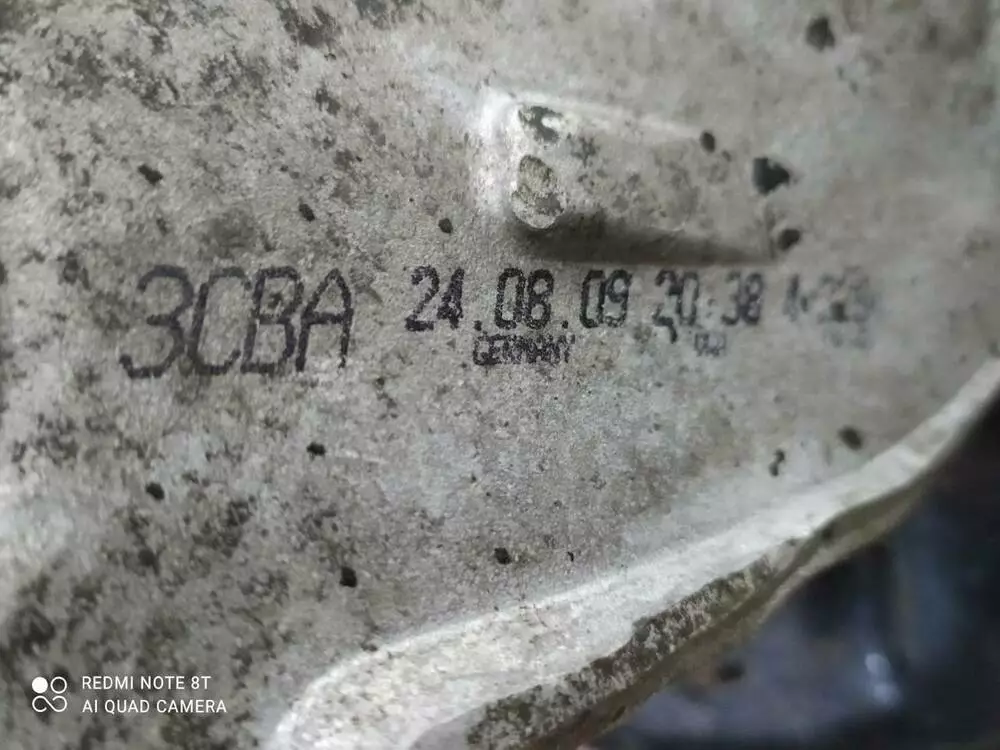 3CBA 24.08.09 20:38
GERMANY
REDMI NOTE 8T
AI QUAD CAMERA